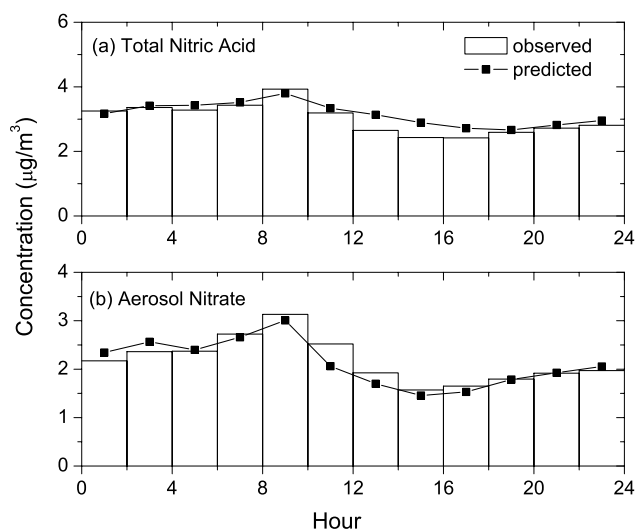 (a) Total Nitric Acid
observed
predicted
6
4
2
0
0 4 8 12 16 20 24
Concentration (μg/m³)
(b) Aerosol Nitrate
4
3
2
1
0
0 4 8 12 16 20 24
Hour